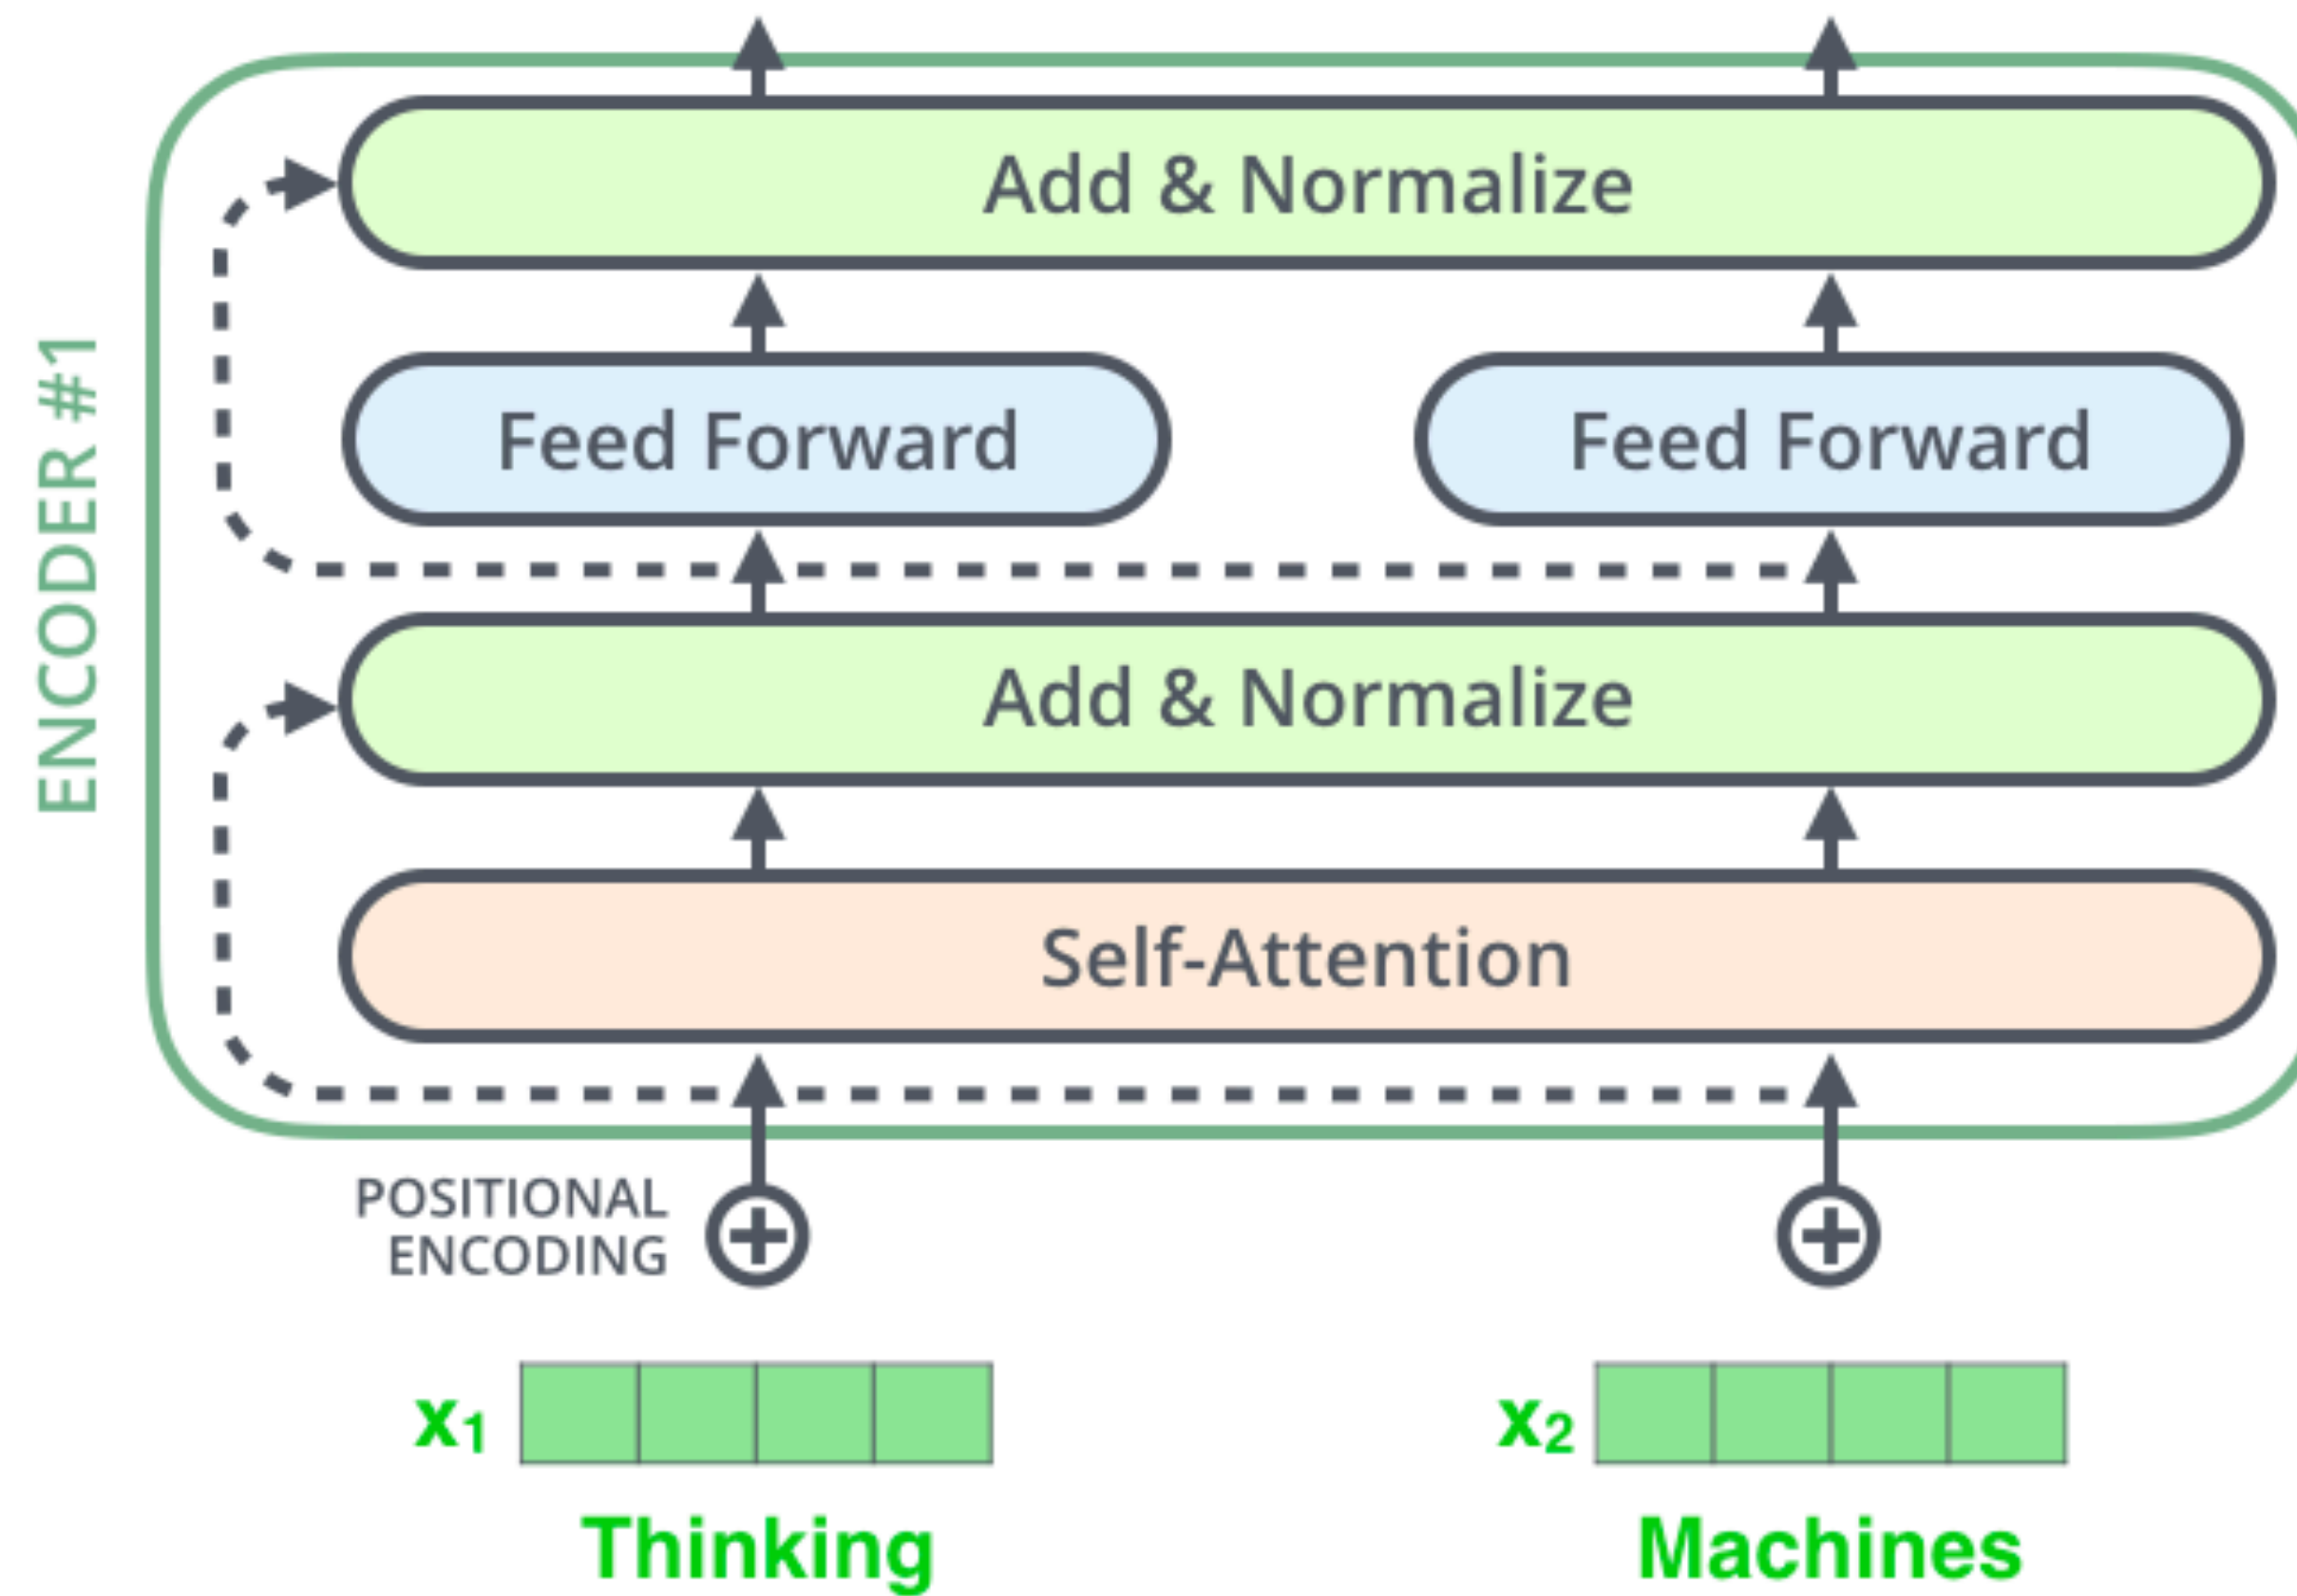 ENCODER #1
Add & Normalize
Feed Forward
Feed Forward
Add & Normalize
Self-Attention
POSITIONAL
ENCODING
x1
x2
Thinking
Machines